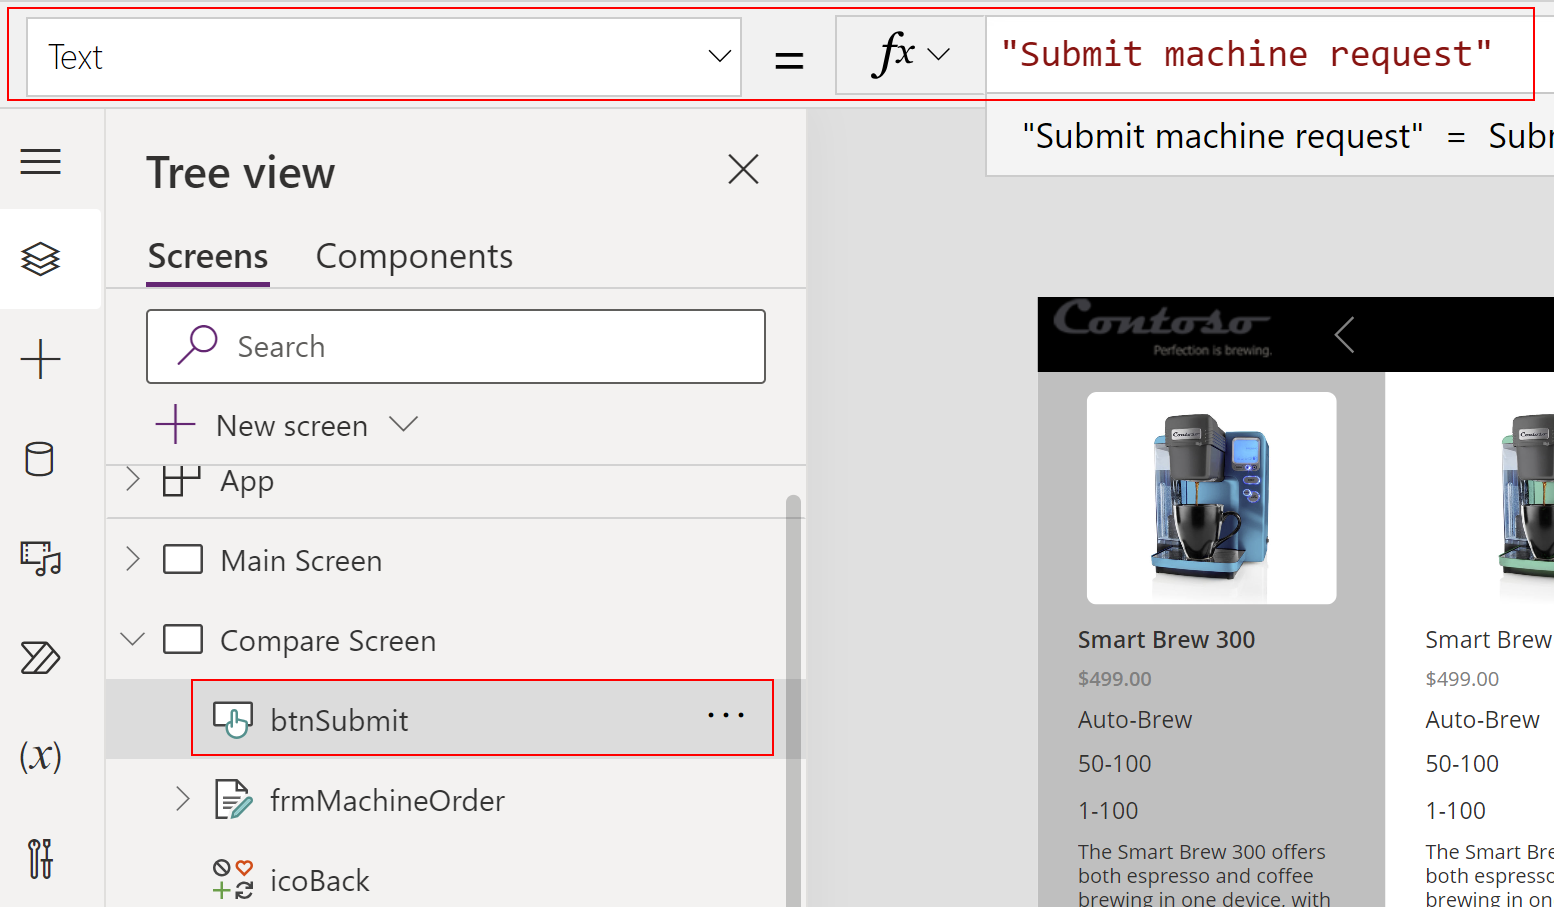 Text
=
fx
"Submit machine request"
"Submit machine request" =
Tree view
Screens Components
Search
New screen
App
Main Screen
Compare Screen
btnSubmit
frmMachineOrder
icoBack
(x)
Contoso
Perfection is brewing.
Contoso
Contoso
Smart Brew 300
$499.00
Auto-Brew
50-100
1-100
The Smart Brew 300 offers
both espresso and coffee
brewing in one device, with
Smart Brew
$499.00
Auto-Brew
50-100
1-100
The Smart
both espresso
brewing in